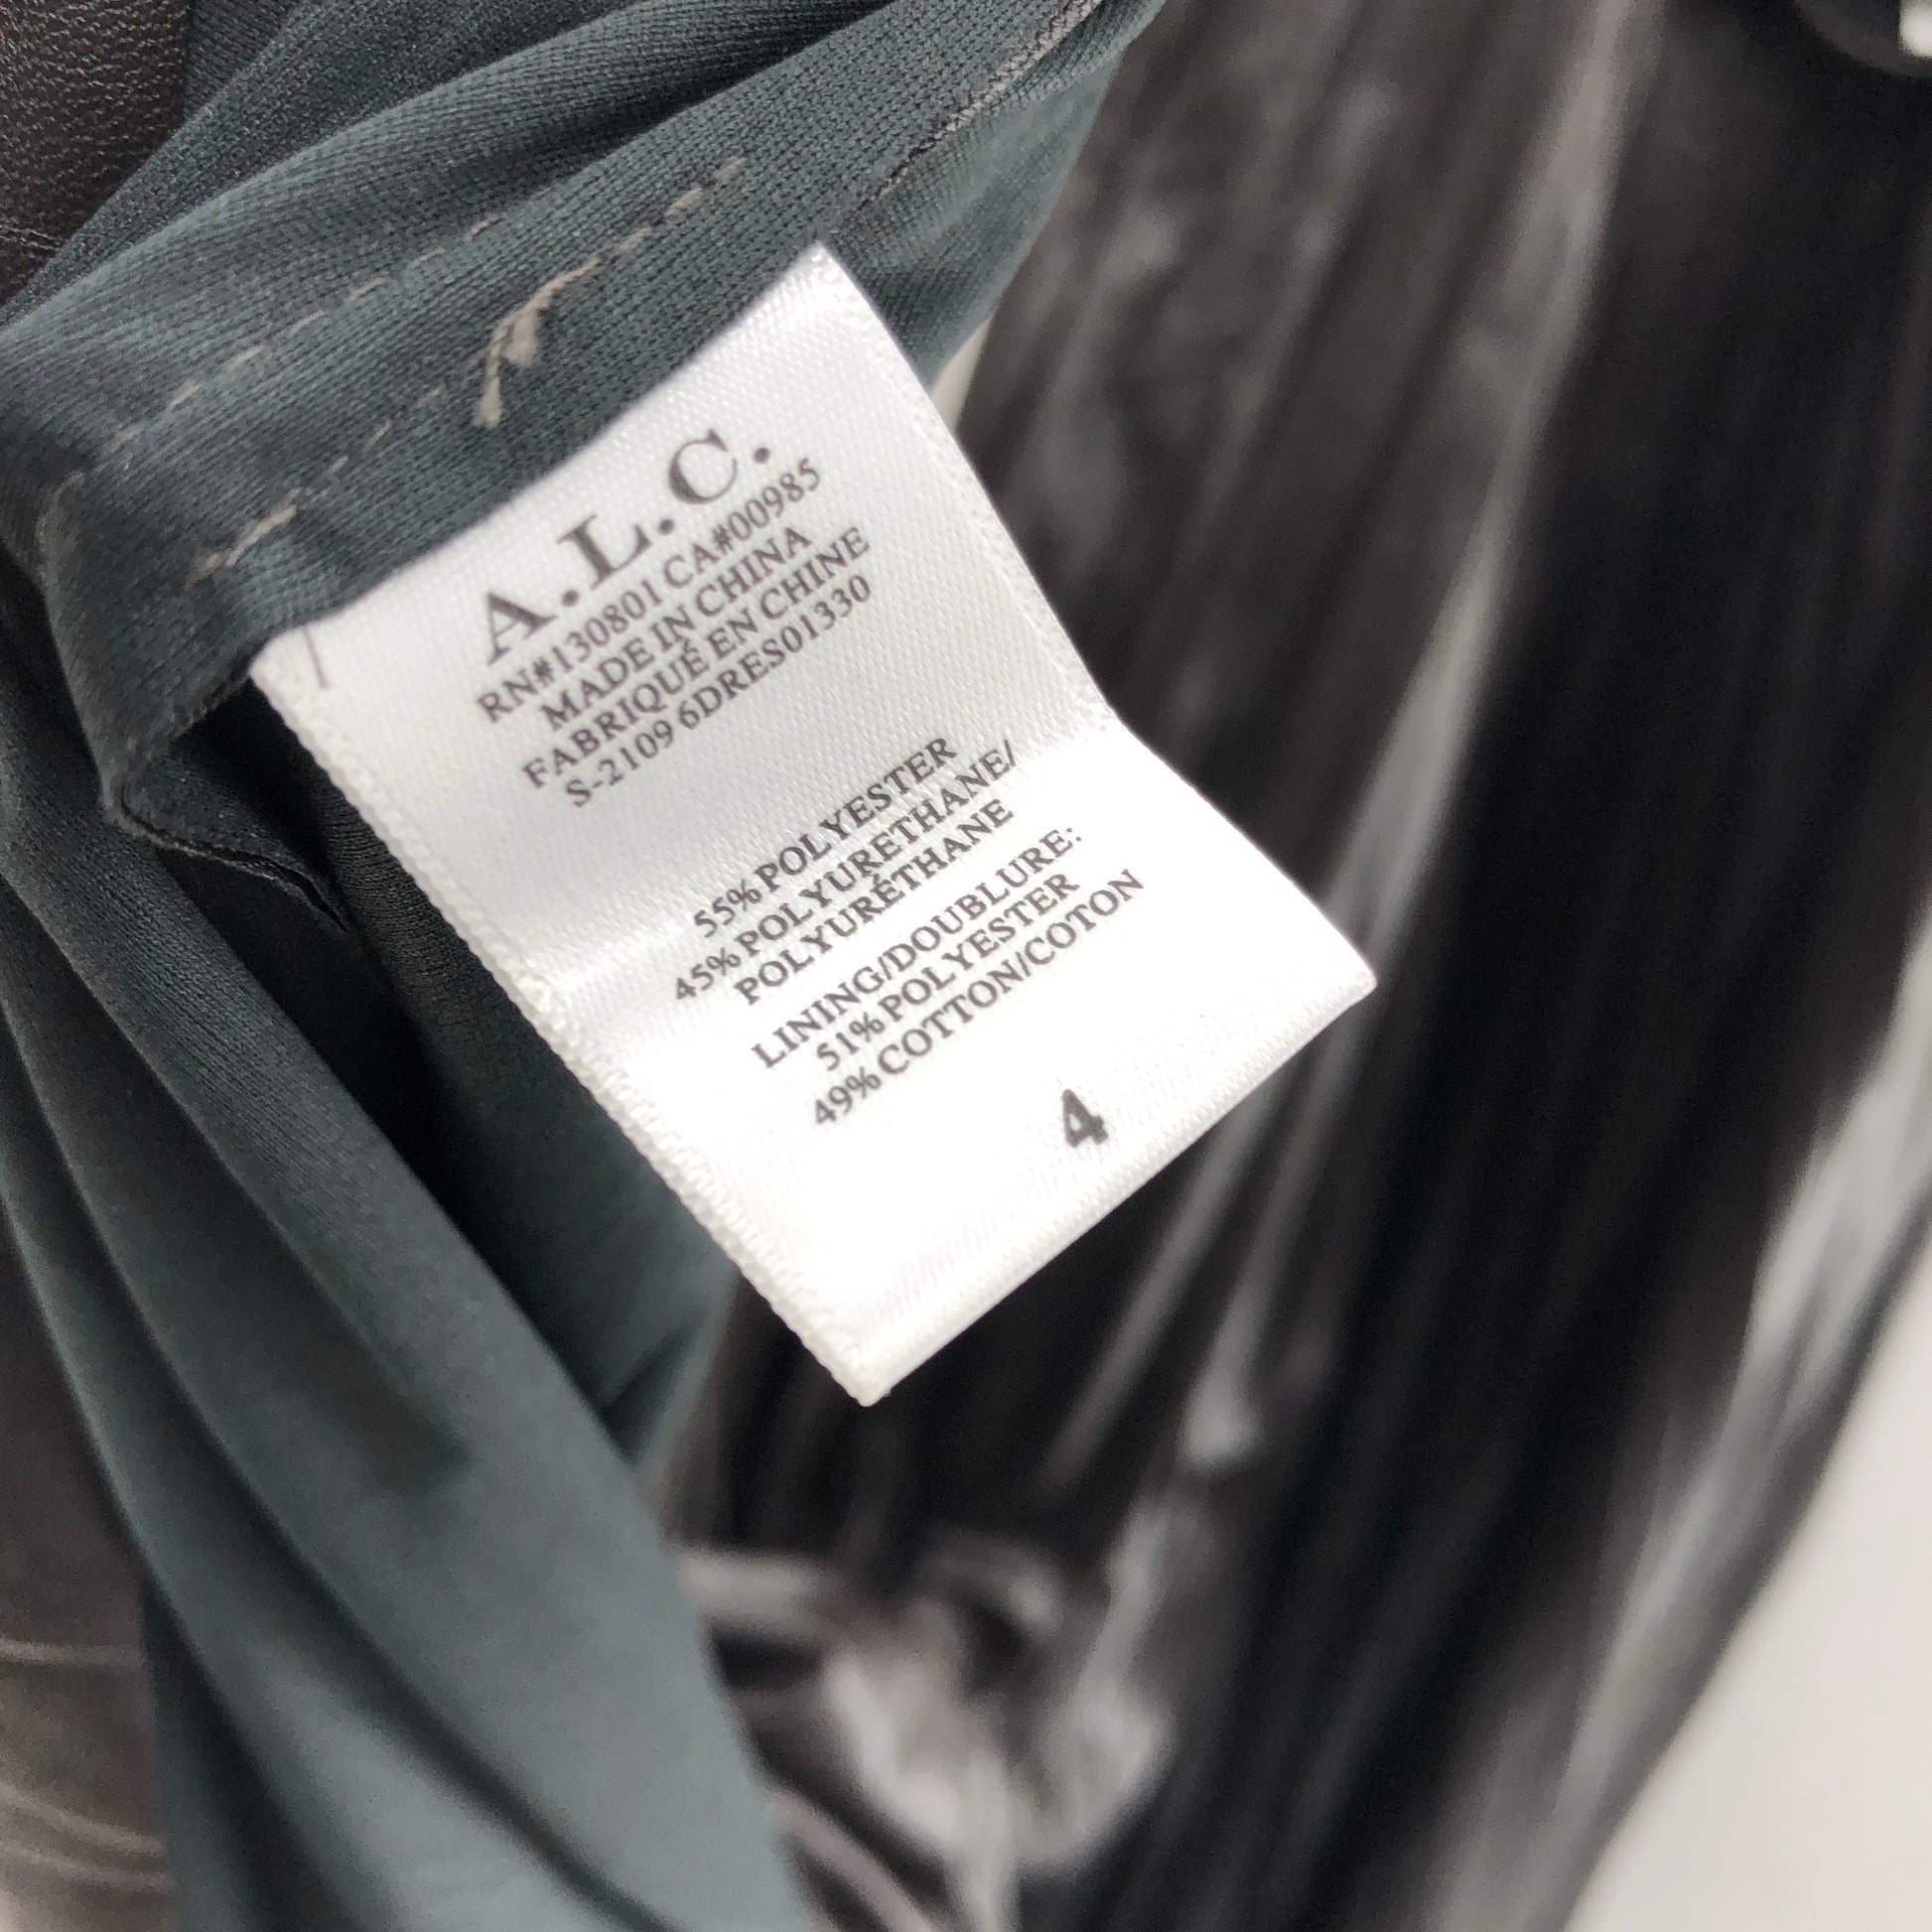 A.L.C.
RN#130801 CA#00985
MADE IN CHINA
FABRIQUÉ EN CHINE
S-2109 6DRES01330
55% POLYESTER
45% POLYURETHANE/
POLYURÉTHANE
LINING/DOUBLURE:
51% POLYESTER
49% COTTON/COTON
4